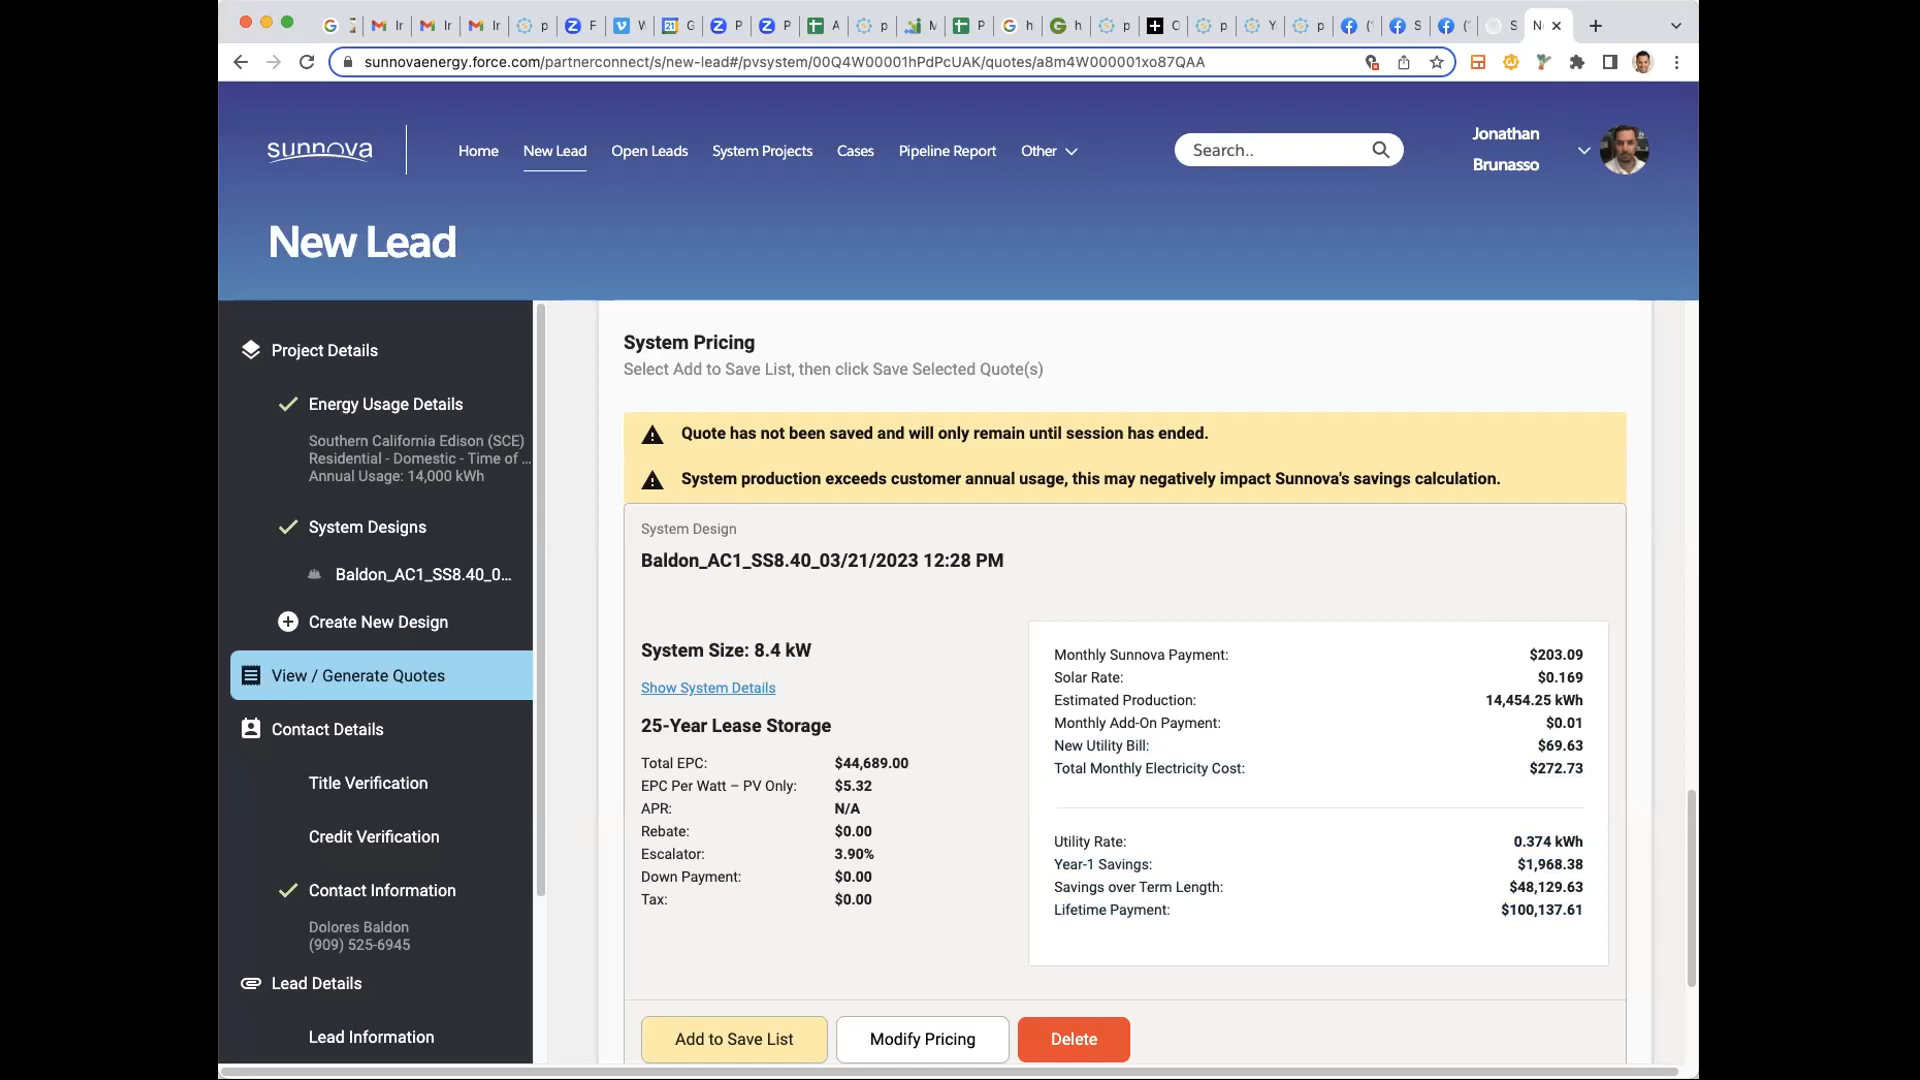 Ir
Ir
Ir
p
F
W
G
P
P
A
p
M
P
h
h
p
C
p
Y
p
(
S
(
S
N
sunnovaenergy.force.com/partnerconnect/s/new-lead#/pvsystem/00Q4W00001hPdPcUAK/quotes/a8m4W000001xo87QAA
sunnova
Home
New Lead
Open Leads
System Projects
Cases
Pipeline Report
Other
Search..
Jonathan
Brunasso
New Lead
Project Details
Energy Usage Details
Southern California Edison (SCE)
Residential - Domestic - Time of ...
Annual Usage: 14,000 kWh
System Designs
Baldon_AC1_SS8.40_0...
Create New Design
View / Generate Quotes
Contact Details
Title Verification
Credit Verification
Contact Information
Dolores Baldon
(909) 525-6945
Lead Details
Lead Information
System Pricing
Select Add to Save List, then click Save Selected Quote(s)
Quote has not been saved and will only remain until session has ended.
System production exceeds customer annual usage, this may negatively impact Sunnova's savings calculation.
System Design
Baldon_AC1_SS8.40_03/21/2023 12:28 PM
System Size: 8.4 kW
Show System Details
25-Year Lease Storage
Total EPC: $44,689.00
EPC Per Watt – PV Only: $5.32
APR: N/A
Rebate: $0.00
Escalator: 3.90%
Down Payment: $0.00
Tax: $0.00
Monthly Sunnova Payment: $203.09
Solar Rate: $0.169
Estimated Production: 14,454.25 kWh
Monthly Add-On Payment: $0.01
New Utility Bill: $69.63
Total Monthly Electricity Cost: $272.73
Utility Rate: 0.374 kWh
Year-1 Savings: $1,968.38
Savings over Term Length: $48,129.63
Lifetime Payment: $100,137.61
Add to Save List
Modify Pricing
Delete